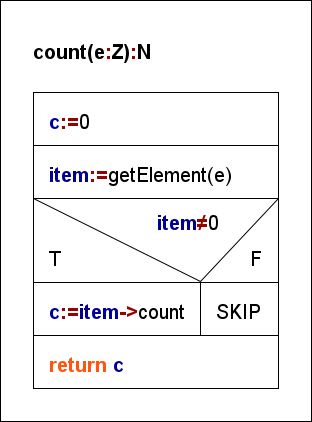 count(e:Z):N
c:=0
item:=getElement(e)
item≠0
T F
c:=item->count SKIP
return c